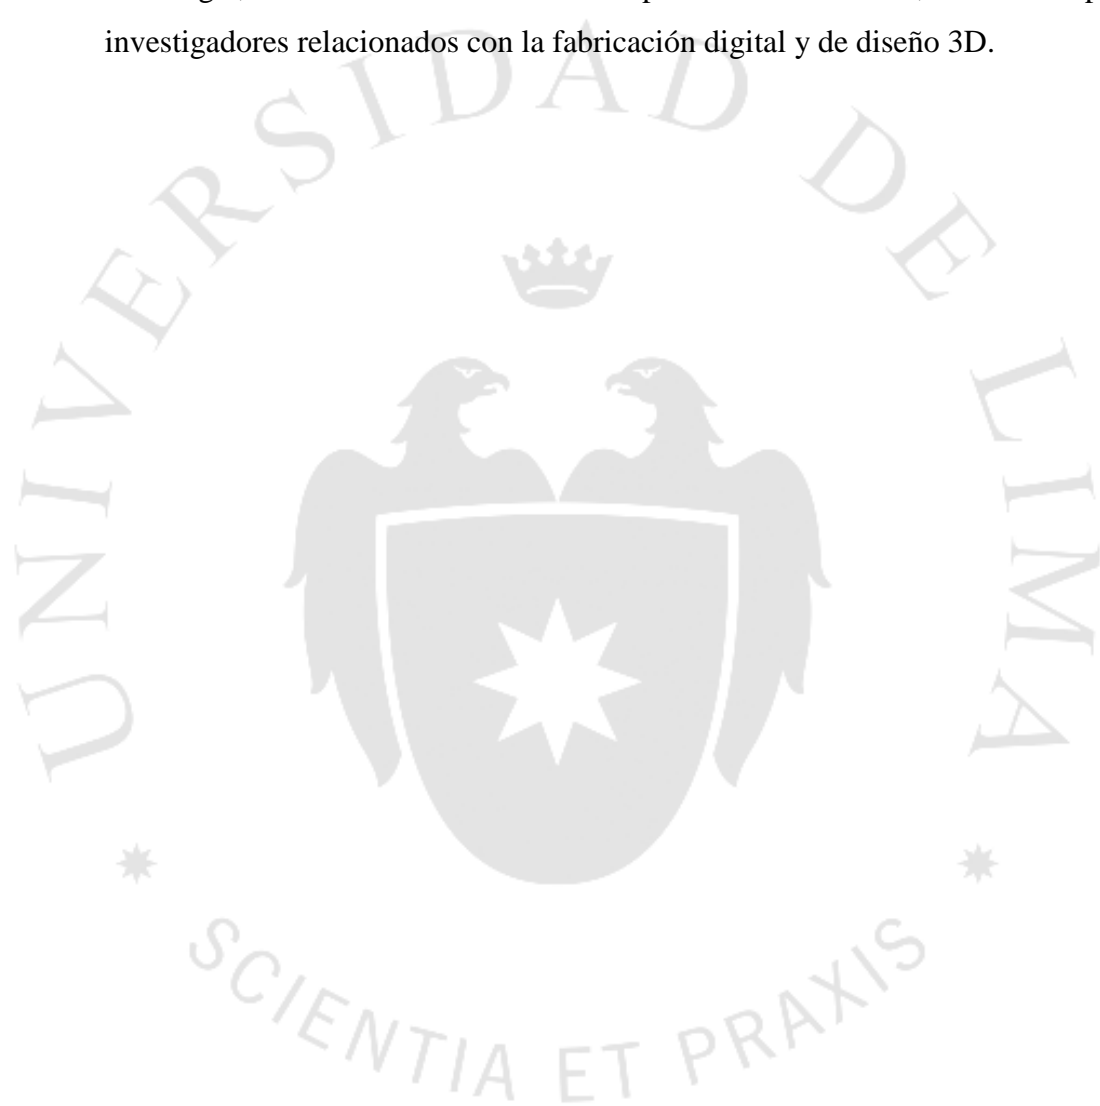 investigadores relacionados con la fabricación digital y de diseño 3D.
UNIVERSIDAD DE LIMA
SCIENTIA ET PRAXIS